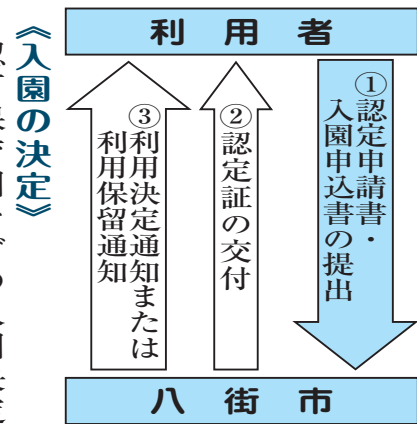 利用者
①認定申請書・
入園申込書の提出
②認定証の交付
③利用決定通知または
利用保留通知
八街市
《入園の決定》